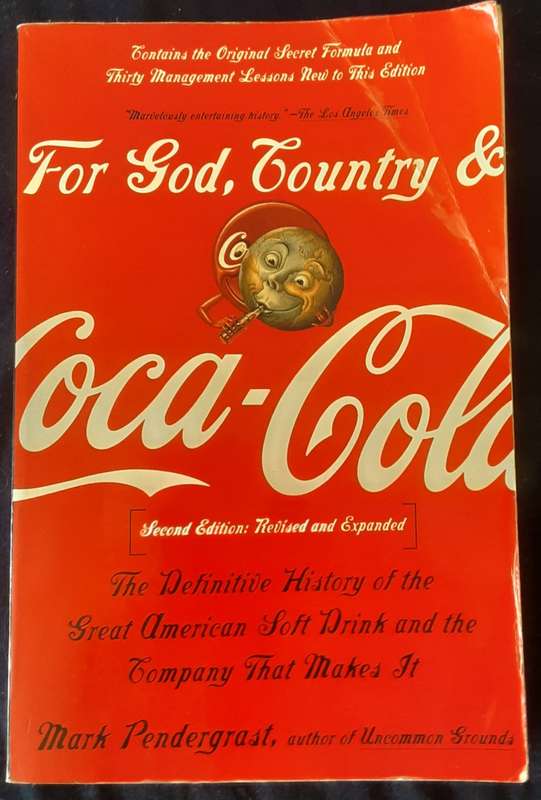 Contains the Original Secret Formula and
Thirty Management Lessons New to This Edition
"Marvelously entertaining history."—The Los Angeles Times
For God, Country &
Co
Coca-Cola
[Second Edition: Revised and Expanded]
The Definitive History of the
Great American Soft Drink and the
Company That Makes It
Mark Pendergrast, author of Uncommon Grounds